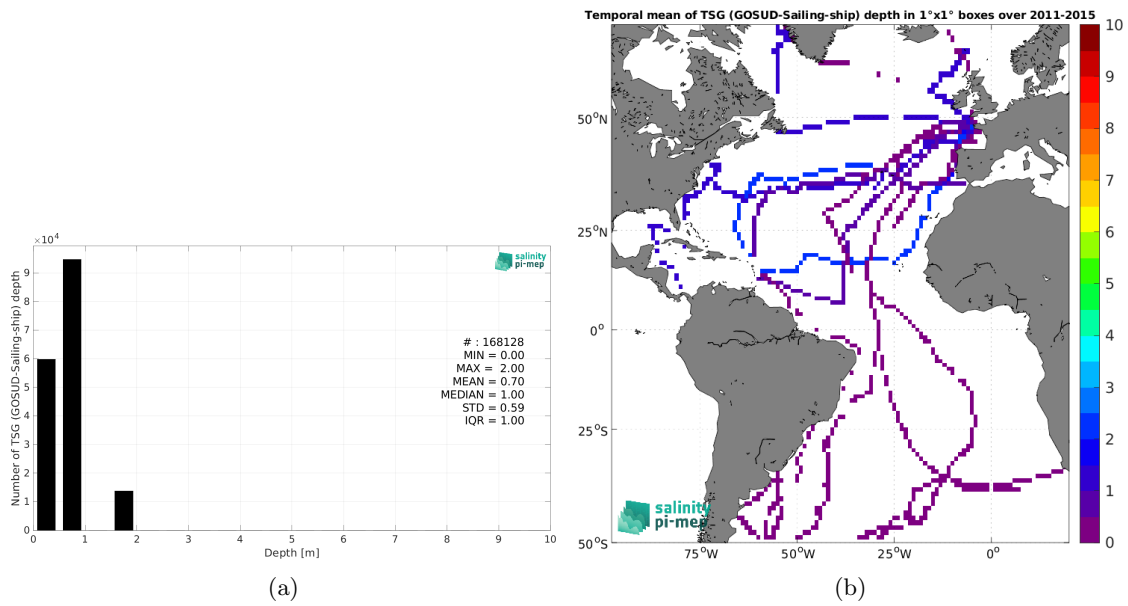 ×10⁴
9
8
7
6
5
4
3
2
1
0
Number of TSG (GOSUD-Sailing-ship) depth
0 1 2 3 4 5 6 7 8 9 10
Depth [m]
salinity
pi-mep
# : 168128
MIN = 0.00
MAX = 2.00
MEAN = 0.70
MEDIAN = 1.00
STD = 0.59
IQR = 1.00
(a)
Temporal mean of TSG (GOSUD-Sailing-ship) depth in 1°x1° boxes over 2011-2015
50°N
25°N
0°
25°S
50°S
75°W 50°W 25°W 0°
salinity
pi-mep
10
9
8
7
6
5
4
3
2
1
0
(b)